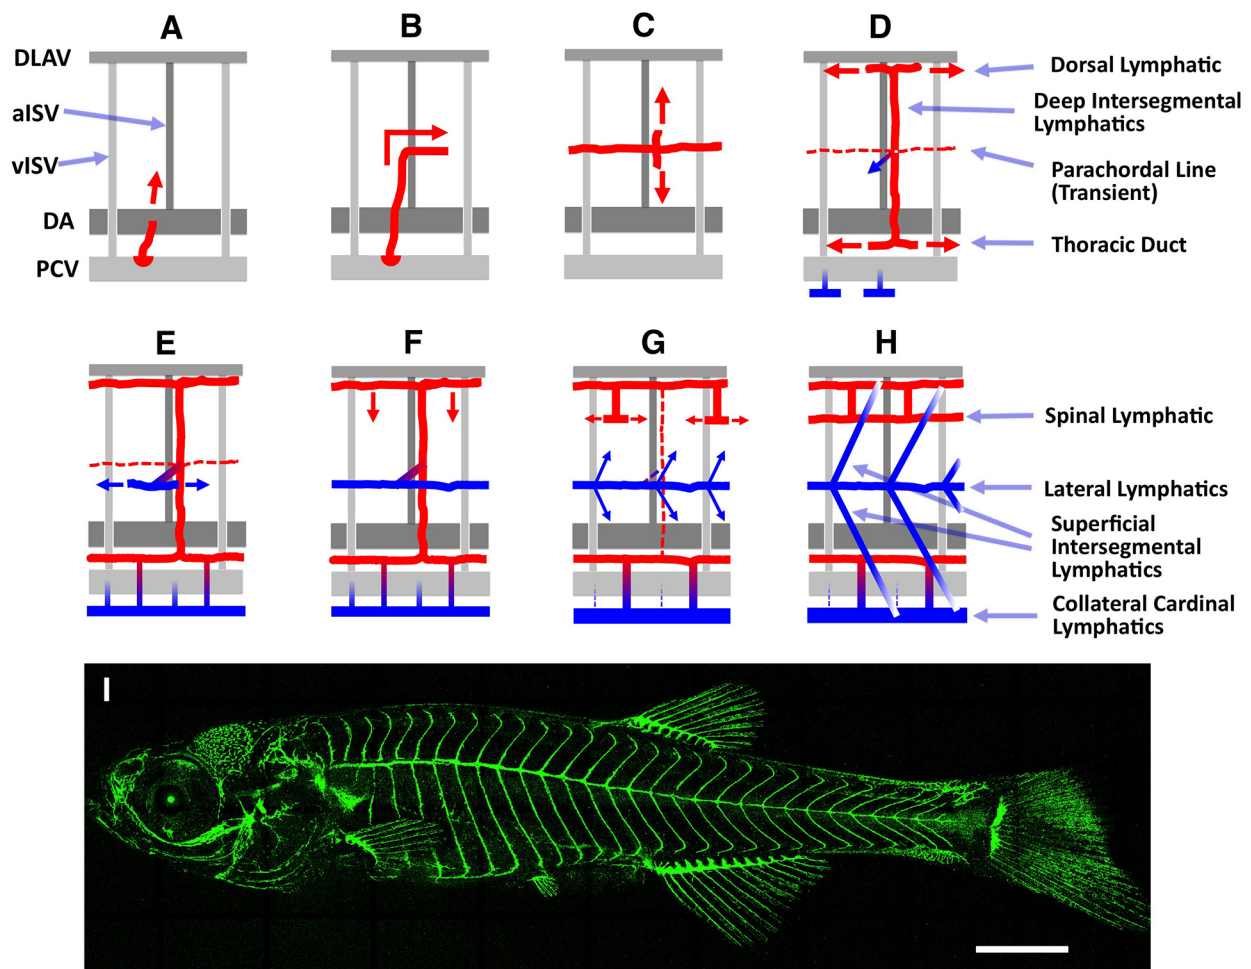 A
B
C
D
DLAV
aISV
vISV
DA
PCV
Dorsal Lymphatic
Deep Intersegmental
Lymphatics
Parachordal Line
(Transient)
Thoracic Duct
E
F
G
H
Spinal Lymphatic
Lateral Lymphatics
Superficial
Intersegmental
Lymphatics
Collateral Cardinal
Lymphatics
I